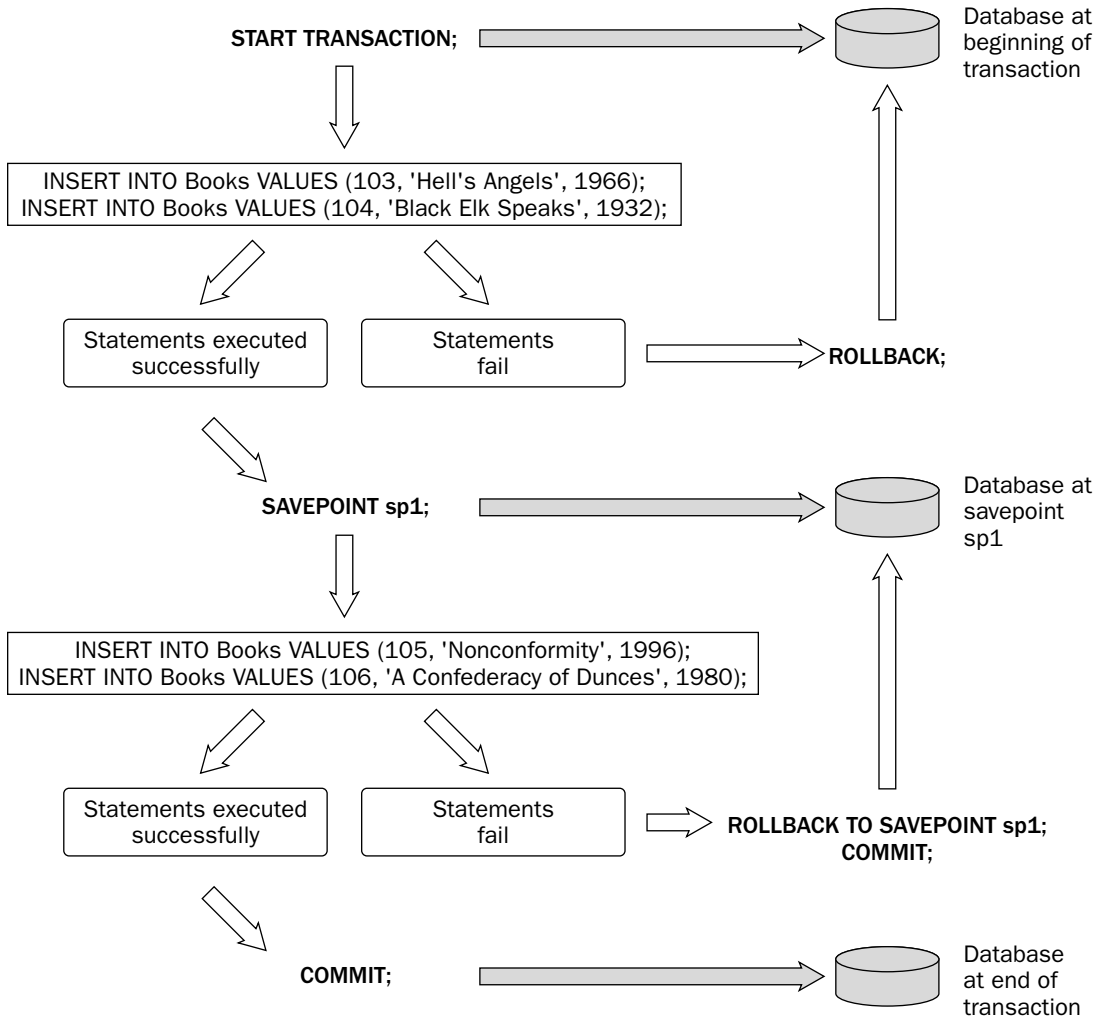 START TRANSACTION;
Database at
beginning of
transaction
INSERT INTO Books VALUES (103, 'Hell's Angels', 1966);
INSERT INTO Books VALUES (104, 'Black Elk Speaks', 1932);
Statements executed
successfully
Statements
fail
ROLLBACK;
SAVEPOINT sp1;
Database at
savepoint
sp1
INSERT INTO Books VALUES (105, 'Nonconformity', 1996);
INSERT INTO Books VALUES (106, 'A Confederacy of Dunces', 1980);
Statements executed
successfully
Statements
fail
ROLLBACK TO SAVEPOINT sp1;
COMMIT;
COMMIT;
Database
at end of
transaction